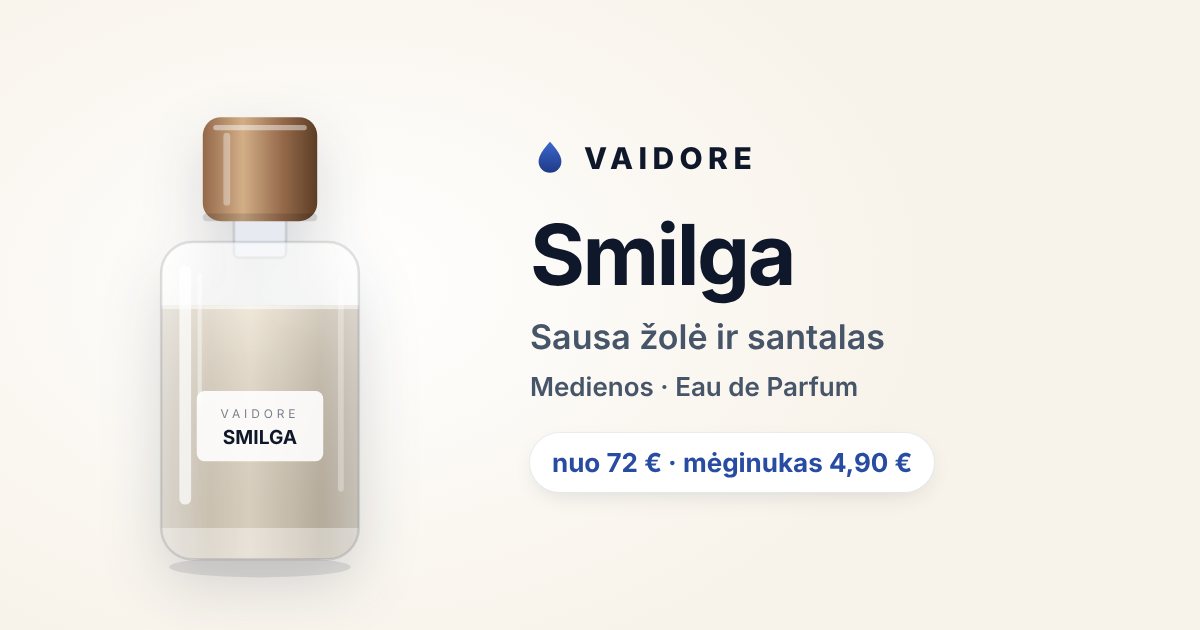 VAIDORE
Smilga
Sausa žolė ir santalas
Medienos · Eau de Parfum
nuo 72 € · mėginukas 4,90 €
VAIDORE
SMILGA